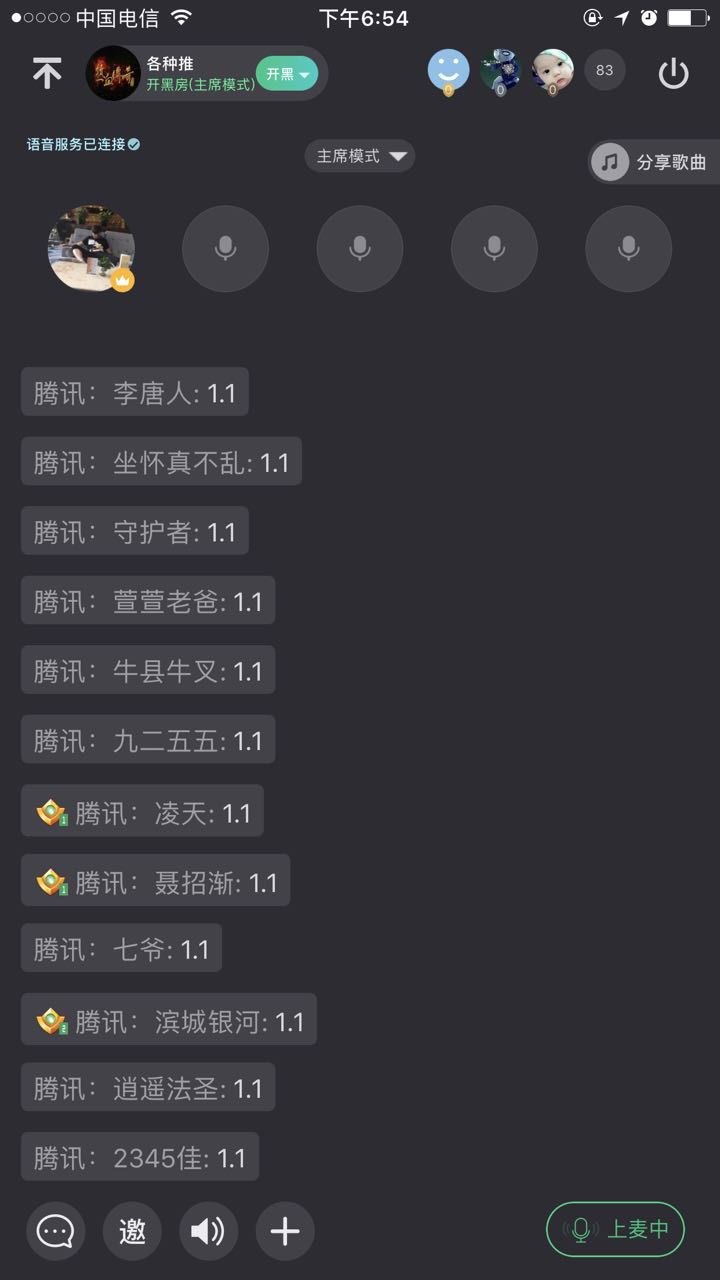 中国电信
下午6:54
各种推
开黑房(主席模式)
开黑
0
0
0
83
语音服务已连接
主席模式
分享歌曲
腾讯：李唐人: 1.1
腾讯：坐怀真不乱: 1.1
腾讯：守护者: 1.1
腾讯：萱萱老爸: 1.1
腾讯：牛县牛叉: 1.1
腾讯：九二五五: 1.1
1 腾讯：凌天: 1.1
1 腾讯：聂招渐: 1.1
腾讯：七爷: 1.1
2 腾讯：滨城银河: 1.1
腾讯：逍遥法圣: 1.1
腾讯：2345佳: 1.1
邀
上麦中